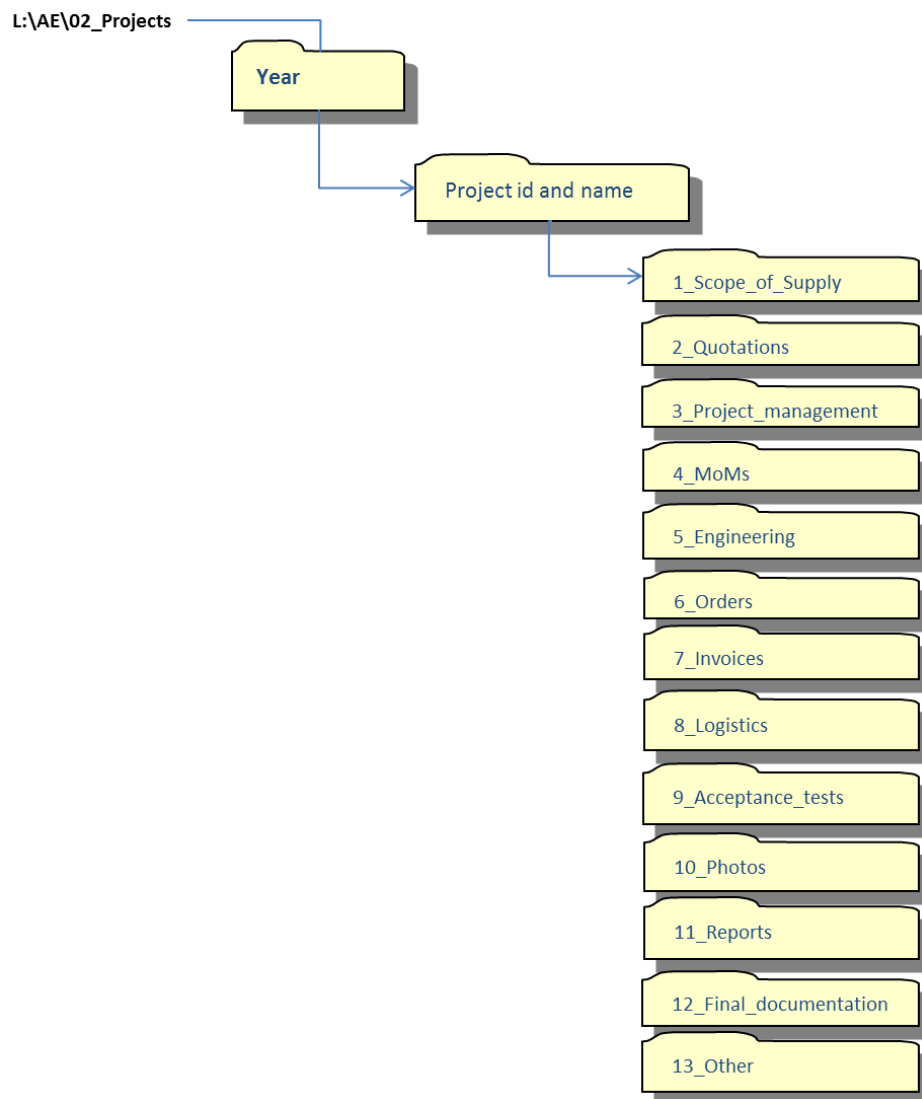 L:\AE\02_Projects
Year
Project id and name
1_Scope_of_Supply
2_Quotations
3_Project_management
4_MoMs
5_Engineering
6_Orders
7_Invoices
8_Logistics
9_Acceptance_tests
10_Photos
11_Reports
12_Final_documentation
13_Other